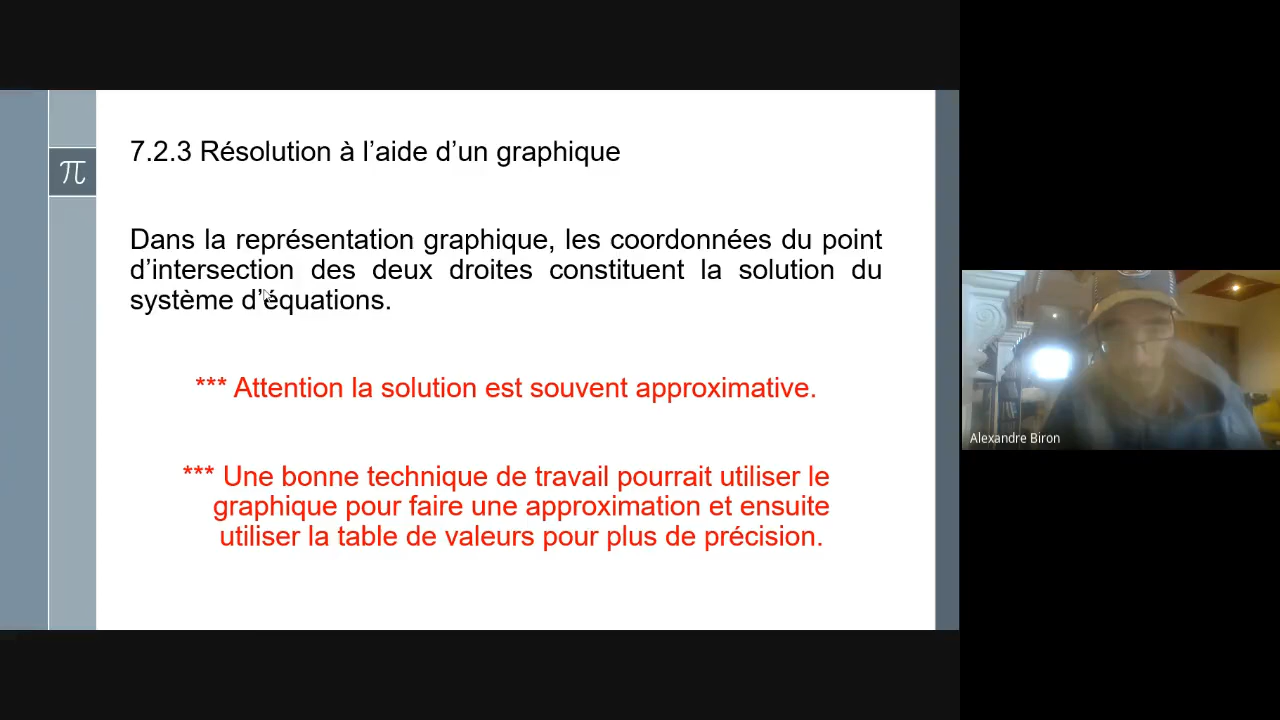 7.2.3 Résolution à l’aide d’un graphique
π
Dans la représentation graphique, les coordonnées du point
d’intersection des deux droites constituent la solution du
système d’équations.
*** Attention la solution est souvent approximative.
*** Une bonne technique de travail pourrait utiliser le
graphique pour faire une approximation et ensuite
utiliser la table de valeurs pour plus de précision.
Alexandre Biron